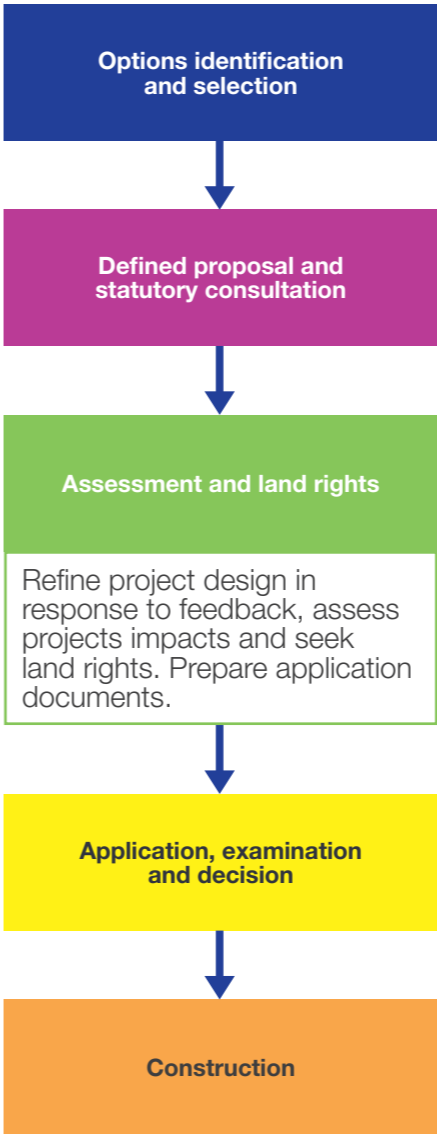 Options identification
and selection
Defined proposal and
statutory consultation
Assessment and land rights
Refine project design in
response to feedback, assess
projects impacts and seek
land rights. Prepare application
documents.
Application, examination
and decision
Construction